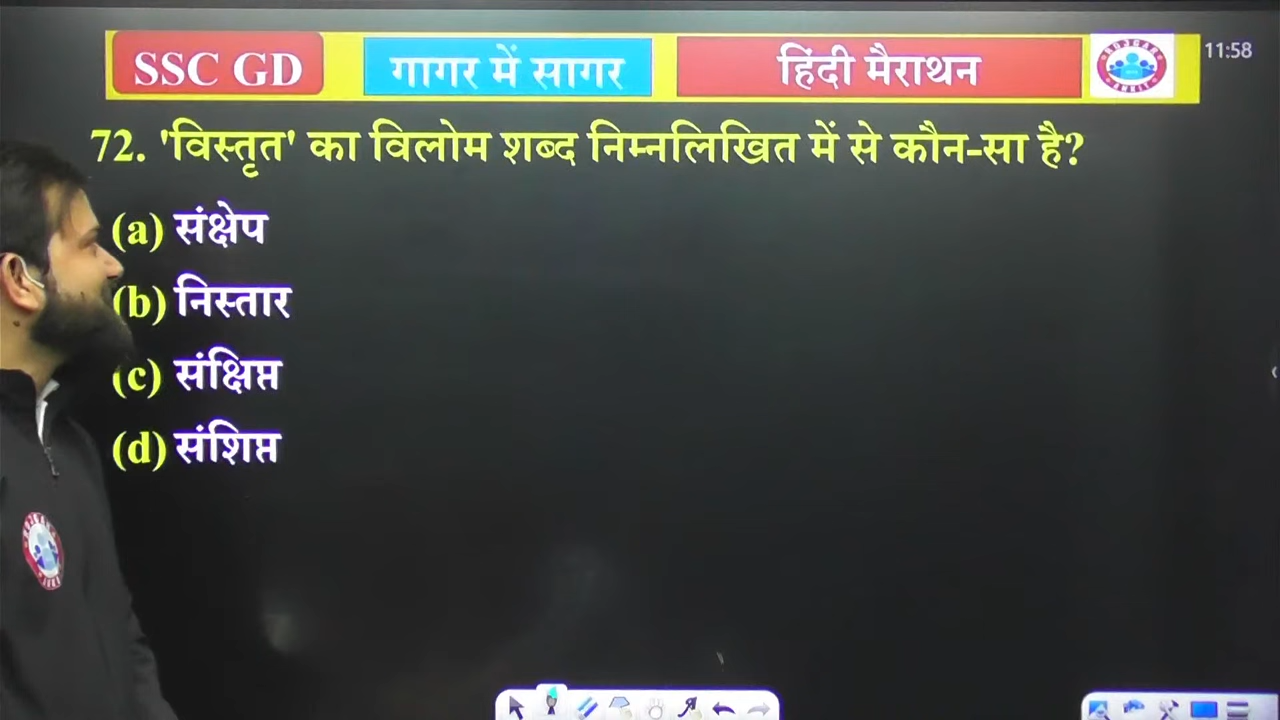 SSC GD गागर में सागर हिंदी मैराथन 11:58
72. 'विस्तृत' का विलोम शब्द निम्नलिखित में से कौन-सा है?
(a) संक्षेप
(b) निस्तार
(c) संक्षिप्त
(d) संशिप्त